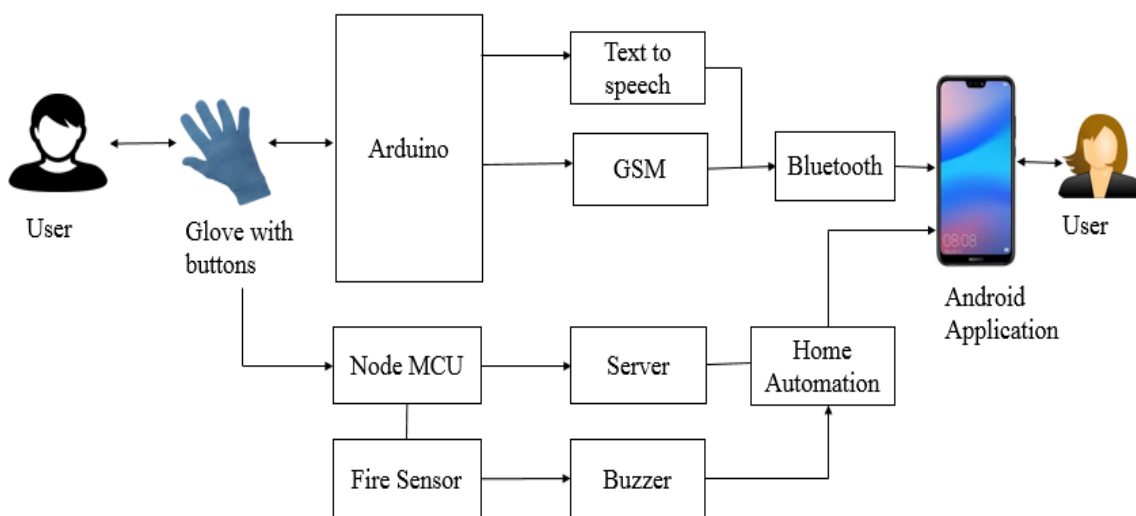 Text to
speech
Arduino
GSM
Bluetooth
User
Glove with
buttons
User
08:08
Android
Application
Node MCU
Server
Home
Automation
Fire Sensor
Buzzer